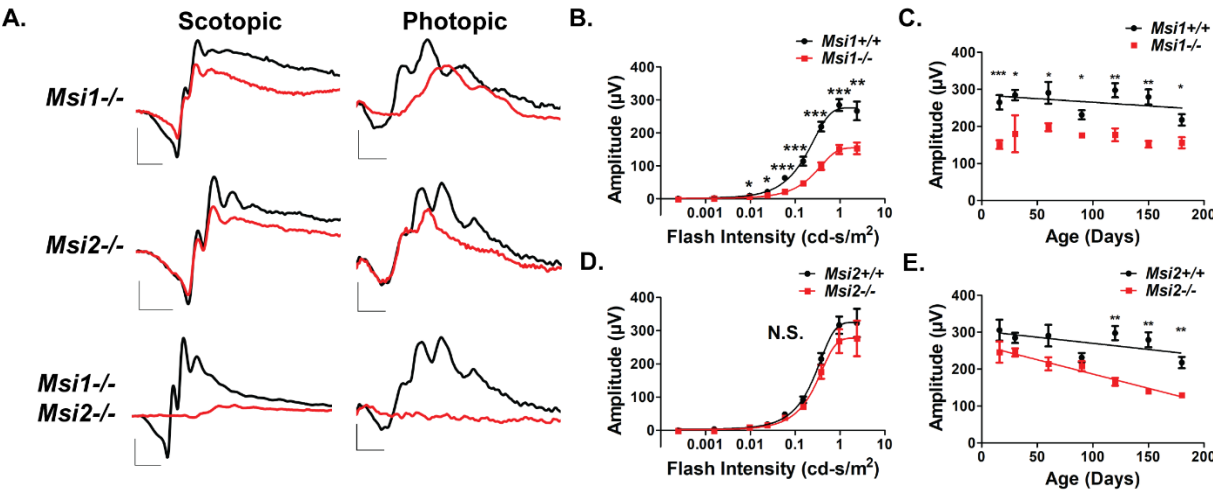 A.
Scotopic
Photopic
Msi1-/-
Msi2-/-
Msi1-/-
Msi2-/-
B.
Msi1+/+
Msi1-/-
Amplitude (µV)
400
300
200
100
0
* * *** *** *** *** **
0.001 0.01 0.1 1 10
Flash Intensity (cd-s/m2)
C.
Msi1+/+
Msi1-/-
Amplitude (µV)
400
300
200
100
0
*** * * * ** ** *
0 50 100 150 200
Age (Days)
D.
Msi2+/+
Msi2-/-
Amplitude (µV)
400
300
200
100
0
N.S.
0.001 0.01 0.1 1 10
Flash Intensity (cd-s/m2)
E.
Msi2+/+
Msi2-/-
Amplitude (µV)
400
300
200
100
0
** ** **
0 50 100 150 200
Age (Days)